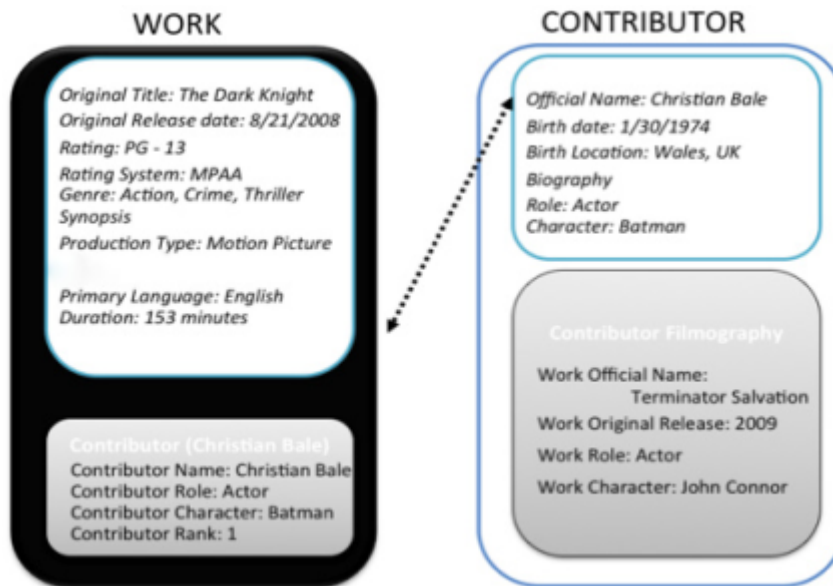 WORK
Original Title: The Dark Knight
Original Release date: 8/21/2008
Rating: PG - 13
Rating System: MPAA
Genre: Action, Crime, Thriller
Synopsis
Production Type: Motion Picture
Primary Language: English
Duration: 153 minutes
Contributor (Christian Bale)
Contributor Name: Christian Bale
Contributor Role: Actor
Contributor Character: Batman
Contributor Rank: 1
CONTRIBUTOR
Official Name: Christian Bale
Birth date: 1/30/1974
Birth Location: Wales, UK
Biography
Role: Actor
Character: Batman
Contributor Filmography
Work Official Name:
Terminator Salvation
Work Original Release: 2009
Work Role: Actor
Work Character: John Connor